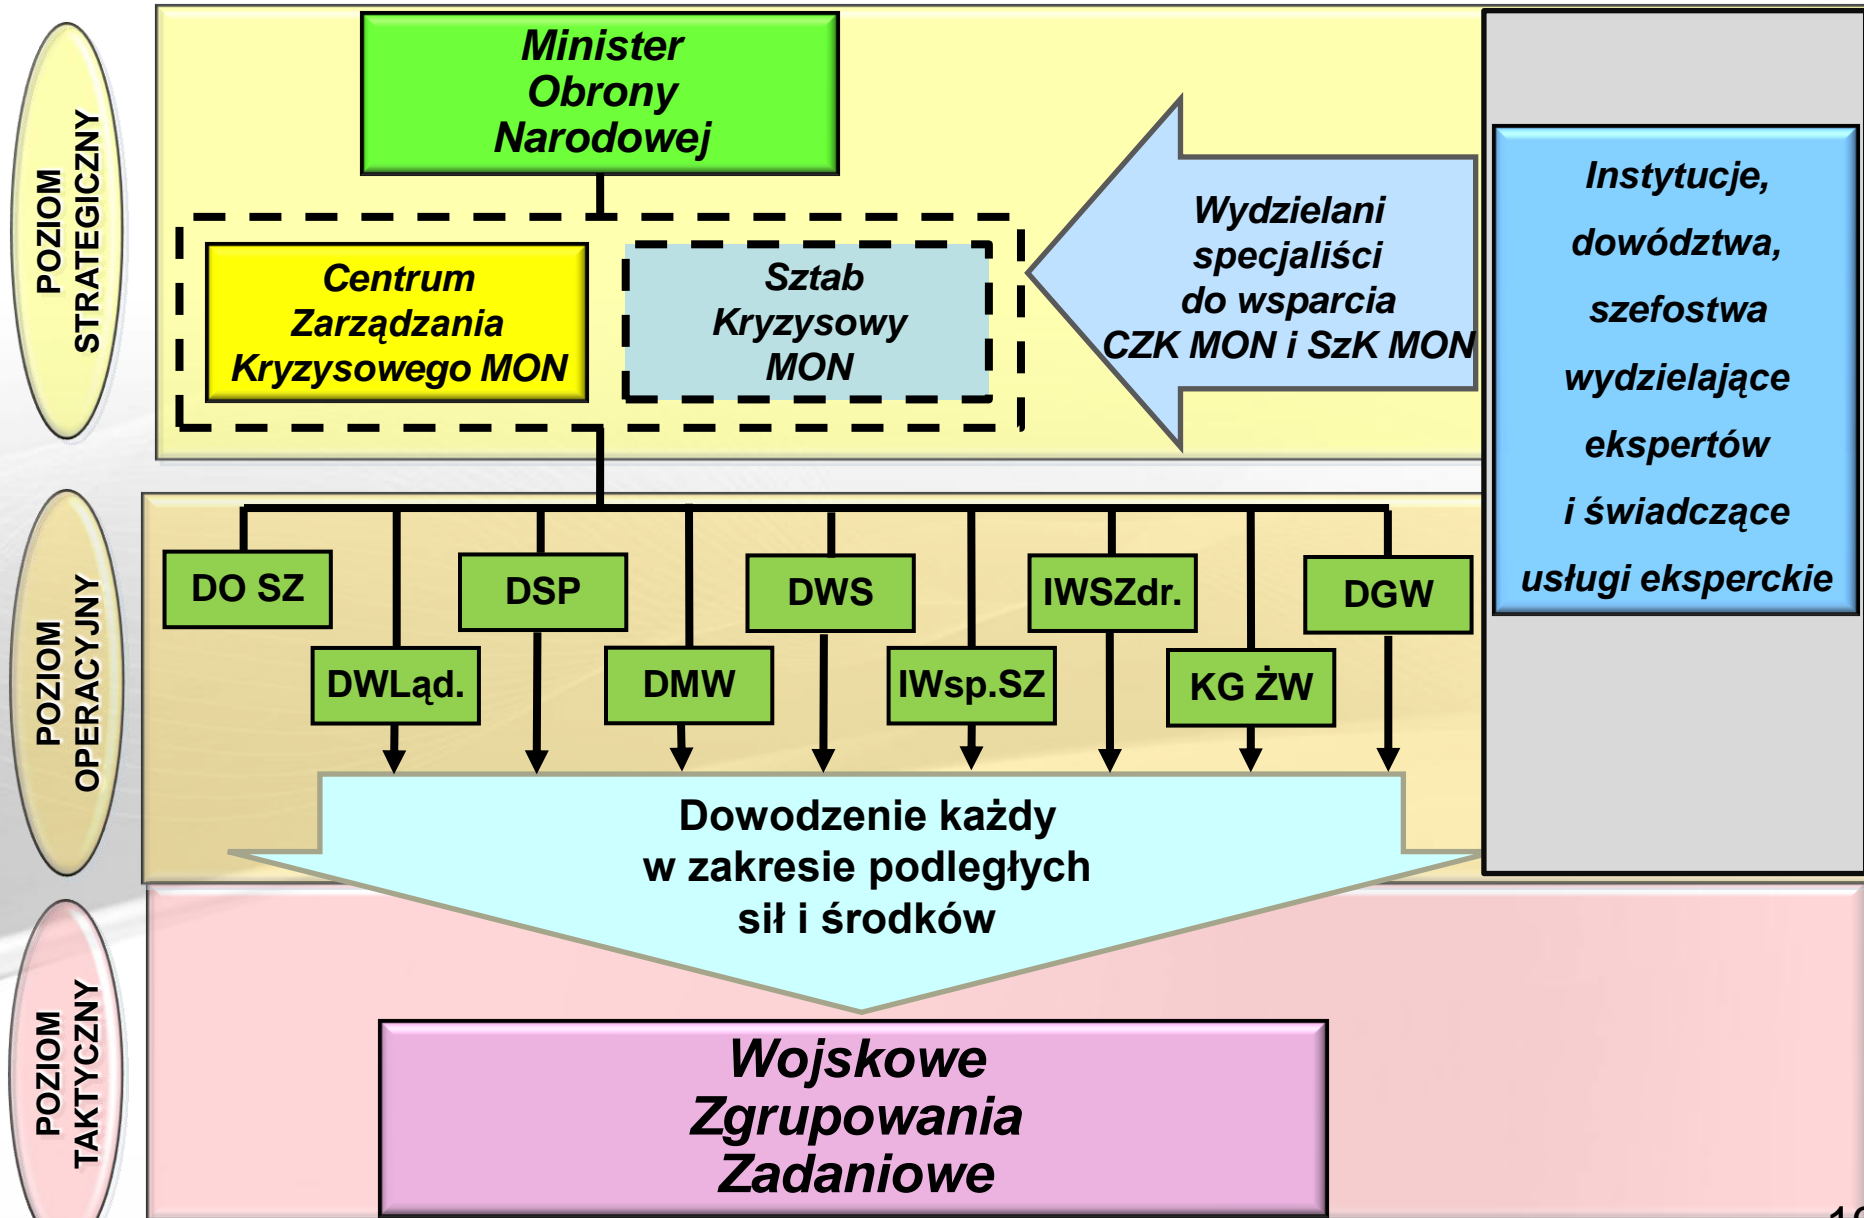 POZIOM
STRATEGICZNY
Minister
Obrony
Narodowej
Centrum
Zarządzania
Kryzysowego MON
Sztab
Kryzysowy
MON
Wydzielani
specjaliści
do wsparcia
CZK MON i SzK MON
Instytucje,
dowództwa,
szefostwa
wydzielające
ekspertów
i świadczące
usługi eksperckie
POZIOM
OPERACYJNY
DO SZ
DSP
DWS
IWSZdr.
DGW
DWLąd.
DMW
IWsp.SZ
KG ŻW
Dowodzenie każdy
w zakresie podległych
sił i środków
POZIOM
TAKTYCZNY
Wojskowe
Zgrupowania
Zadaniowe